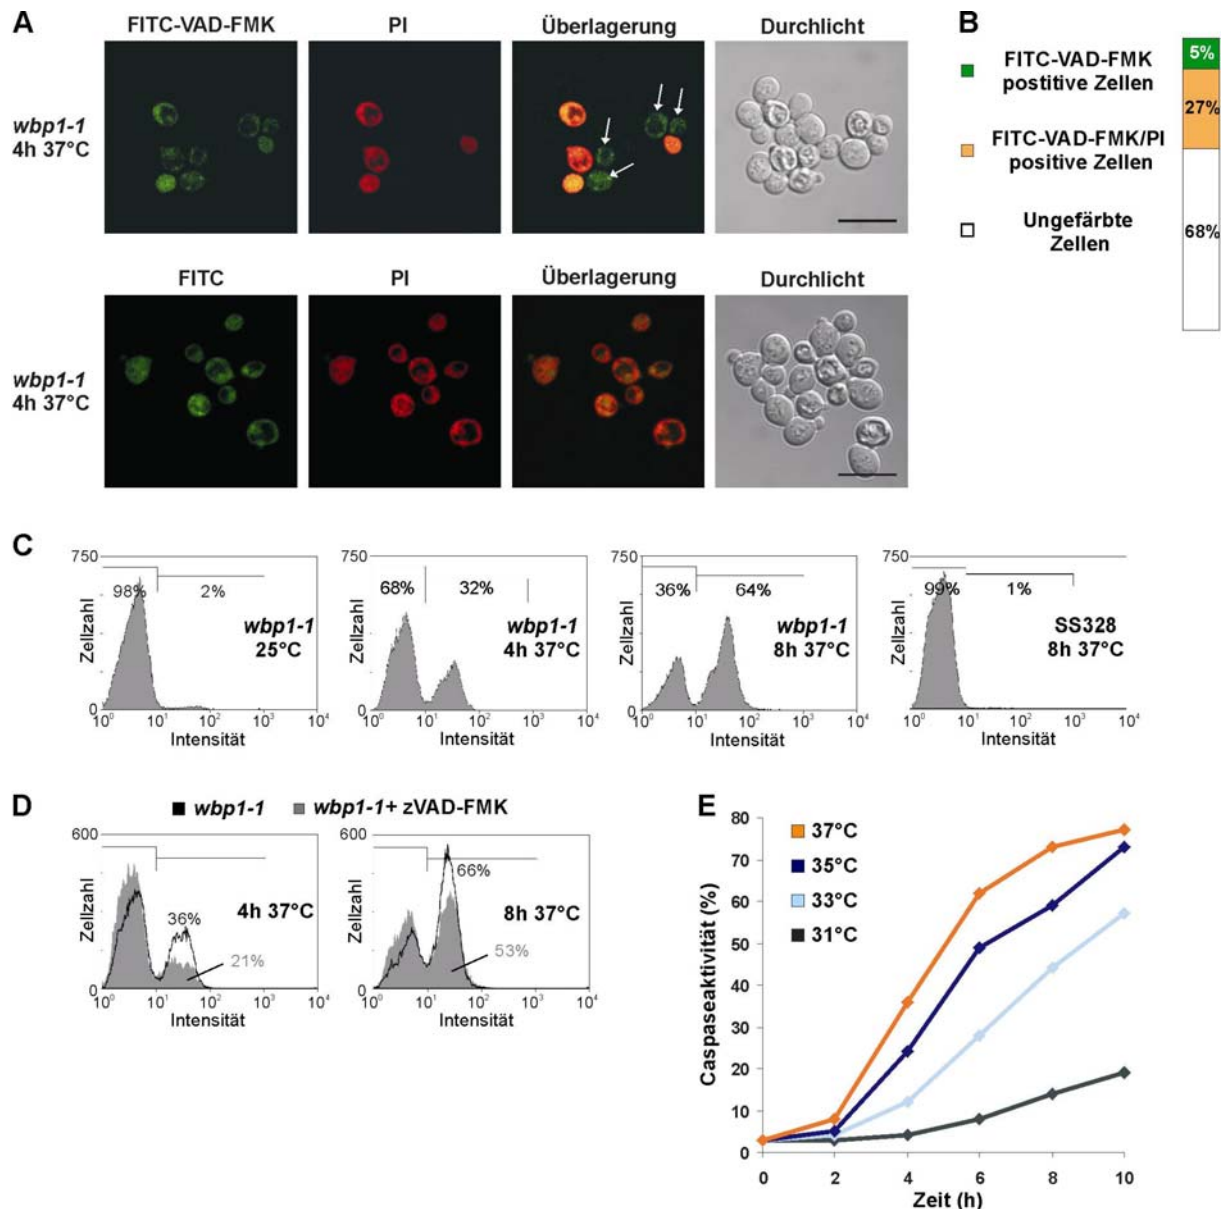 A
FITC-VAD-FMK PI Überlagerung Durchlicht
wbp1-1
4h 37°C
FITC PI Überlagerung Durchlicht
wbp1-1
4h 37°C
B
FITC-VAD-FMK
postitive Zellen
FITC-VAD-FMK/PI
positive Zellen
Ungefärbte
Zellen
5%
27%
68%
C
750
Zellzahl
0
98% 2%
wbp1-1
25°C
10⁰ 10¹ 10² 10³ 10⁴
Intensität
750
Zellzahl
0
68% 32%
wbp1-1
4h 37°C
10⁰ 10¹ 10² 10³ 10⁴
Intensität
750
Zellzahl
0
36% 64%
wbp1-1
8h 37°C
10⁰ 10¹ 10² 10³ 10⁴
Intensität
750
Zellzahl
0
99% 1%
SS328
8h 37°C
10⁰ 10¹ 10² 10³ 10⁴
Intensität
D
wbp1-1 wbp1-1+ zVAD-FMK
600
Zellzahl
0
4h 37°C
36%
21%
10⁰ 10¹ 10² 10³ 10⁴
Intensität
600
Zellzahl
0
66%
8h 37°C
53%
10⁰ 10¹ 10² 10³ 10⁴
Intensität
E
Caspaseaktivität (%)
80
70
60
50
40
30
20
10
0
37°C
35°C
33°C
31°C
0 2 4 6 8 10
Zeit (h)